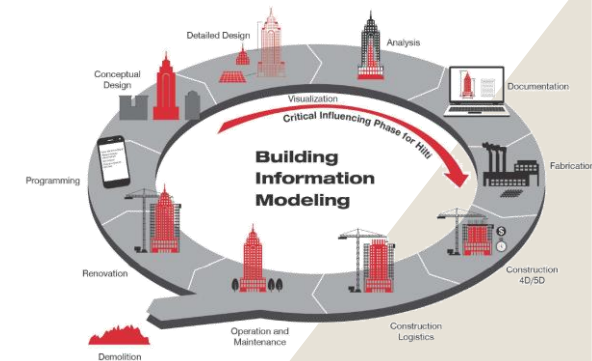 Detailed Design
Analysis
Conceptual
Design
Documentation
Visualization
Critical Influencing Phase for Hilti
Building
Information
Modeling
Programming
Fabrication
$
Renovation
Construction
4D/5D
Operation and
Maintenance
Construction
Logistics
Demolition